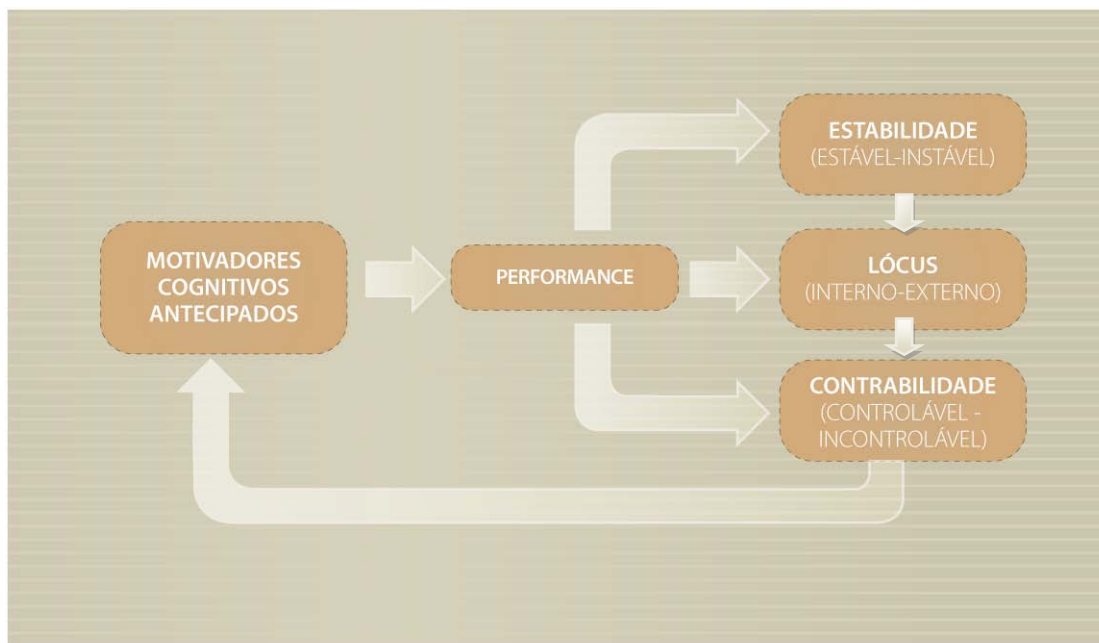 MOTIVADORES
COGNITIVOS
ANTECIPADOS
PERFORMANCE
ESTABILIDADE
(ESTÁVEL-INSTÁVEL)
LÓCUS
(INTERNO-EXTERNO)
CONTRABILIDADE
(CONTROLÁVEL -
INCONTROLÁVEL)